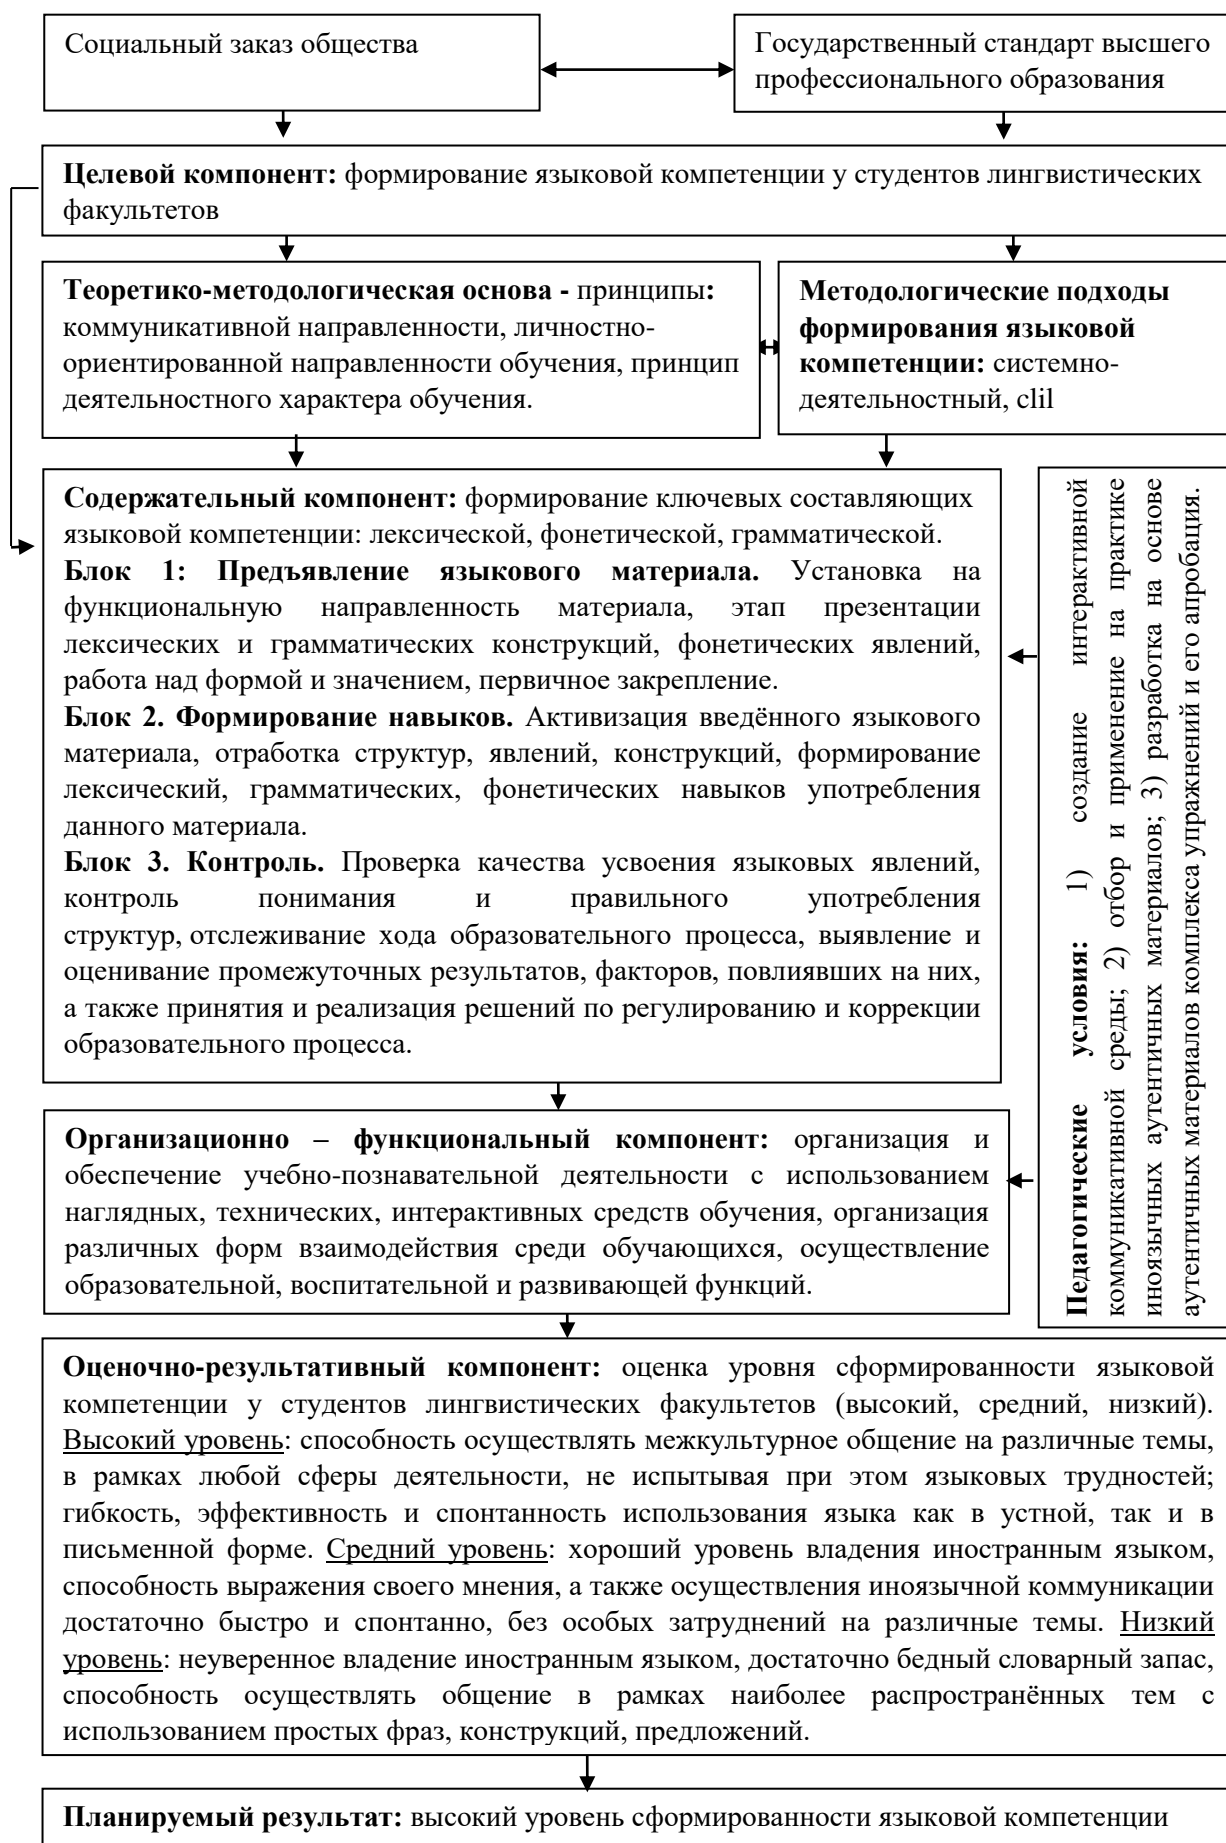 Социальный заказ общества
Государственный стандарт высшего
профессионального образования
Целевой компонент: формирование языковой компетенции у студентов лингвистических
факультетов
Теоретико-методологическая основа - принципы:
коммуникативной направленности, личностно-
ориентированной направленности обучения, принцип
деятельностного характера обучения.
Методологические подходы
формирования языковой
компетенции: системно-
деятельностный, clil
Содержательный компонент: формирование ключевых составляющих
языковой компетенции: лексической, фонетической, грамматической.
Блок 1: Предъявление языкового материала. Установка на
функциональную направленность материала, этап презентации
лексических и грамматических конструкций, фонетических явлений,
работа над формой и значением, первичное закрепление.
Блок 2. Формирование навыков. Активизация введённого языкового
материала, отработка структур, явлений, конструкций, формирование
лексический, грамматических, фонетических навыков употребления
данного материала.
Блок 3. Контроль. Проверка качества усвоения языковых явлений,
контроль понимания и правильного употребления
структур, отслеживание хода образовательного процесса, выявление и
оценивание промежуточных результатов, факторов, повлиявших на них,
а также принятия и реализация решений по регулированию и коррекции
образовательного процесса.
Педагогические условия: 1) создание интерактивной
коммуникативной среды; 2) отбор и применение на практике
иноязычных аутентичных материалов; 3) разработка на основе
аутентичных материалов комплекса упражнений и его апробация.
Организационно – функциональный компонент: организация и
обеспечение учебно-познавательной деятельности с использованием
наглядных, технических, интерактивных средств обучения, организация
различных форм взаимодействия среди обучающихся, осуществление
образовательной, воспитательной и развивающей функций.
Оценочно-результативный компонент: оценка уровня сформированности языковой
компетенции у студентов лингвистических факультетов (высокий, средний, низкий).
Высокий уровень: способность осуществлять межкультурное общение на различные темы,
в рамках любой сферы деятельности, не испытывая при этом языковых трудностей;
гибкость, эффективность и спонтанность использования языка как в устной, так и в
письменной форме. Средний уровень: хороший уровень владения иностранным языком,
способность выражения своего мнения, а также осуществления иноязычной коммуникации
достаточно быстро и спонтанно, без особых затруднений на различные темы. Низкий
уровень: неуверенное владение иностранным языком, достаточно бедный словарный запас,
способность осуществлять общение в рамках наиболее распространённых тем с
использованием простых фраз, конструкций, предложений.
Планируемый результат: высокий уровень сформированности языковой компетенции